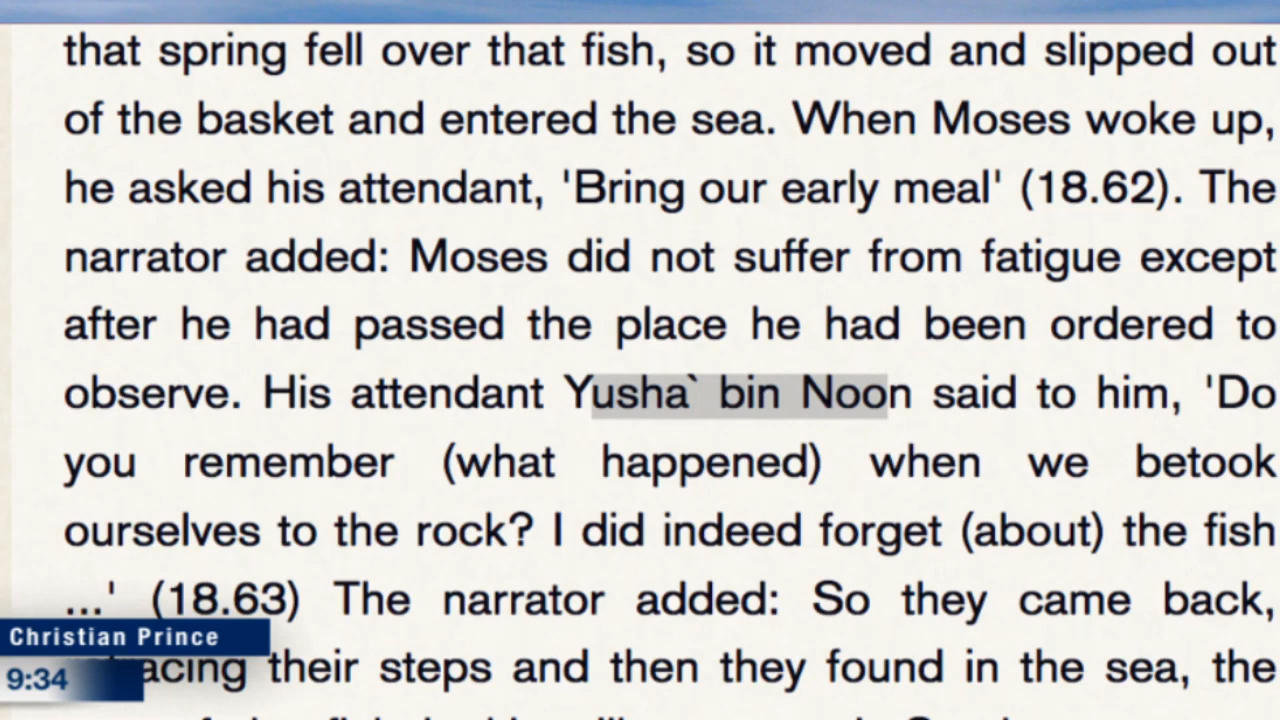 that spring fell over that fish, so it moved and slipped out
of the basket and entered the sea. When Moses woke up,
he asked his attendant, 'Bring our early meal' (18.62). The
narrator added: Moses did not suffer from fatigue except
after he had passed the place he had been ordered to
observe. His attendant Yusha` bin Noon said to him, 'Do
you remember (what happened) when we betook
ourselves to the rock? I did indeed forget (about) the fish
...' (18.63) The narrator added: So they came back,
their steps and then they found in the sea, the
Christian Prince
9:34